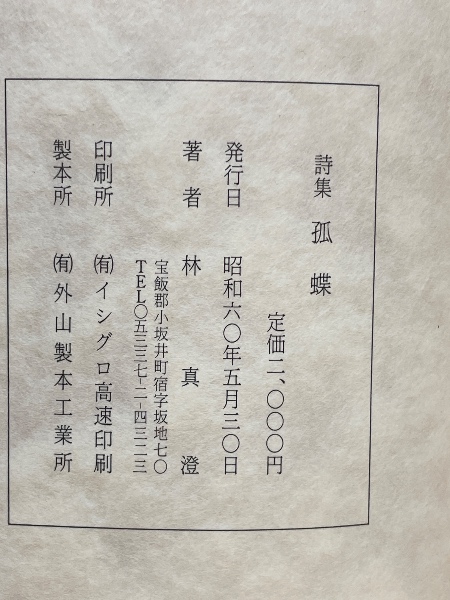 詩集 孤蝶
定価二、〇〇〇円
発行日 昭和六〇年五月三〇日
著者 林真澄
宝飯郡小坂井町宿字坂地七〇
TEL〇五三三七-二-四三二三
印刷所 ㈲イシグロ高速印刷
製本所 ㈲外山製本工業所